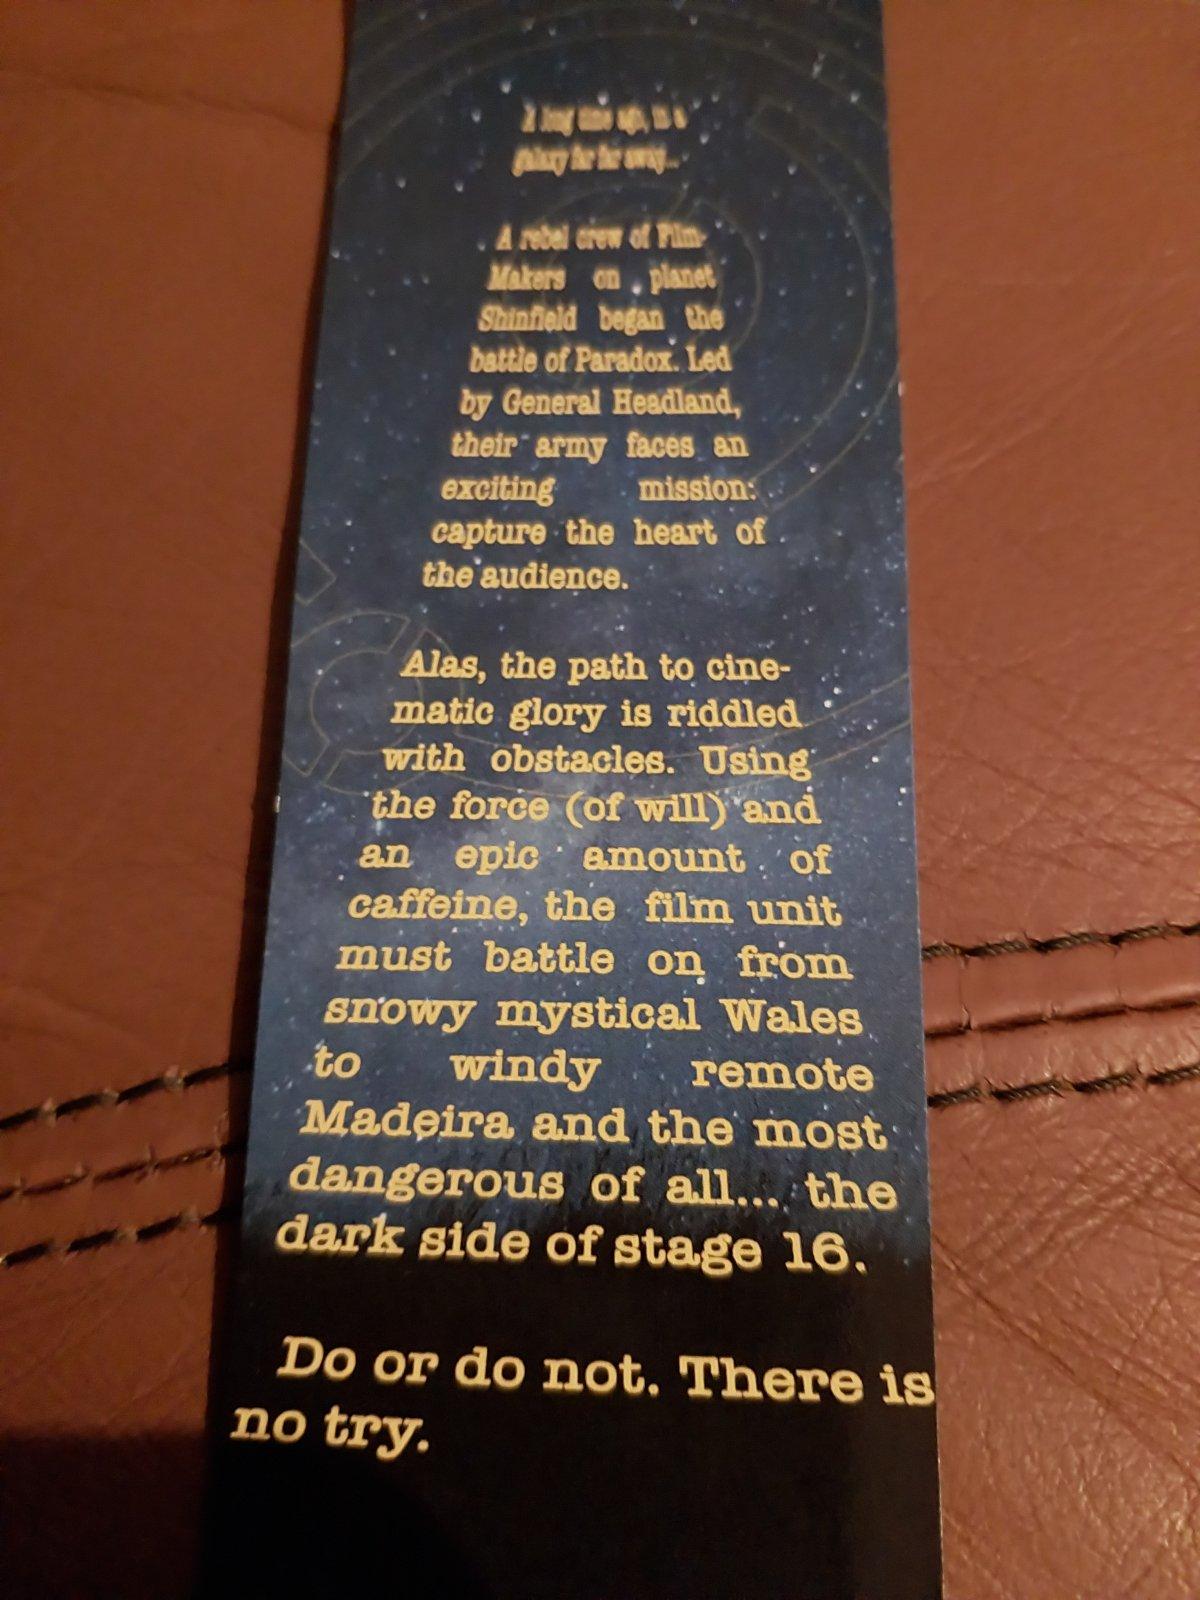 A long time ago, in a
galaxy far far away...
A rebel crew of Film-
Makers on planet
Shinfield began the
battle of Paradox. Led
by General Headland,
their army faces an
exciting mission:
capture the heart of
the audience.
Alas, the path to cine-
matic glory is riddled
with obstacles. Using
the force (of will) and
an epic amount of
caffeine, the film unit
must battle on from
snowy mystical Wales
to windy remote
Madeira and the most
dangerous of all... the
dark side of stage 16.
Do or do not. There is
no try.